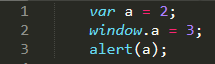 1 var a = 2;
2 window.a = 3;
3 alert(a);